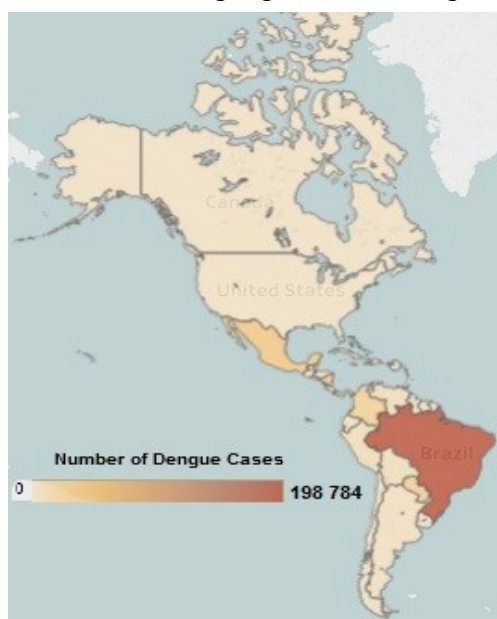 Canada
United States
Brazil
Number of Dengue Cases
0
198 784